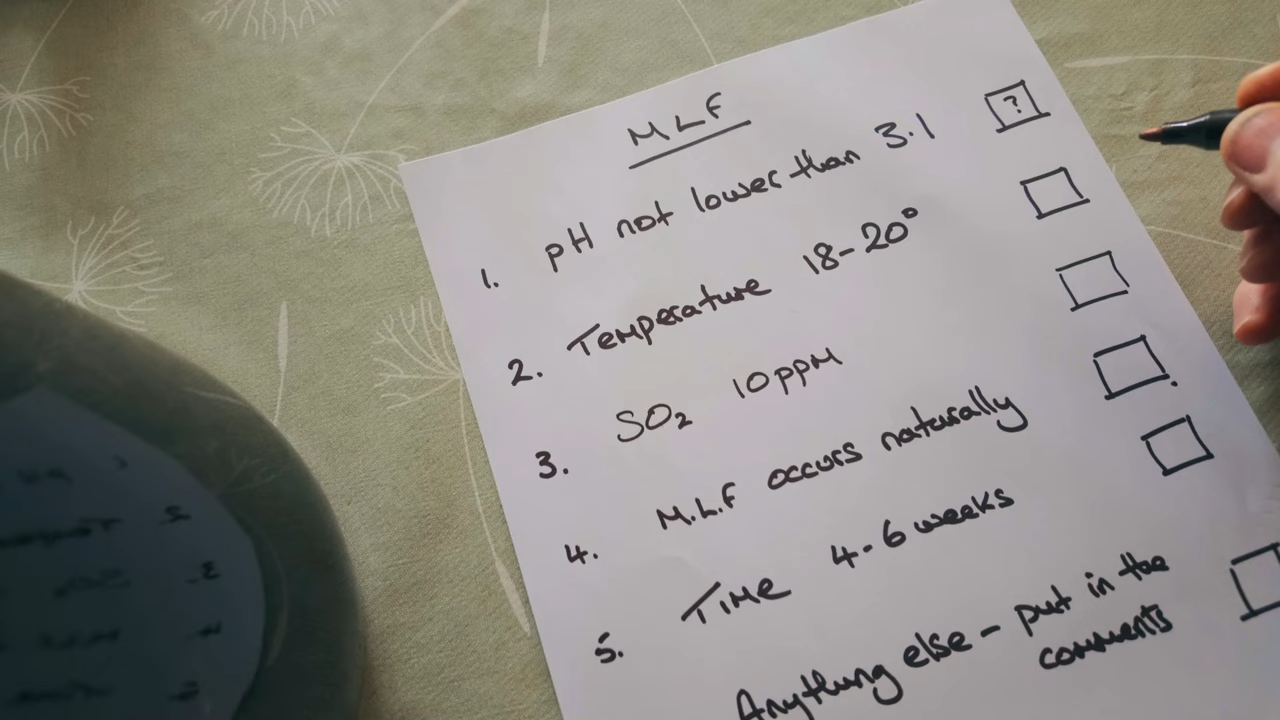 MLF
1. pH not lower than 3.1 ?
2. Temperature 18-20°
3. SO₂ 10ppm
4. M.L.F occurs naturally
5. Time 4-6 weeks
Anything else - put in the
comments